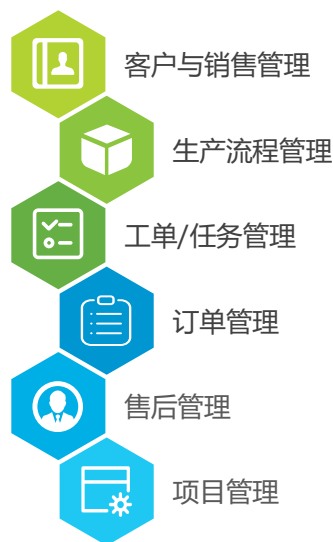 客户与销售管理
生产流程管理
工单/任务管理
订单管理
售后管理
项目管理